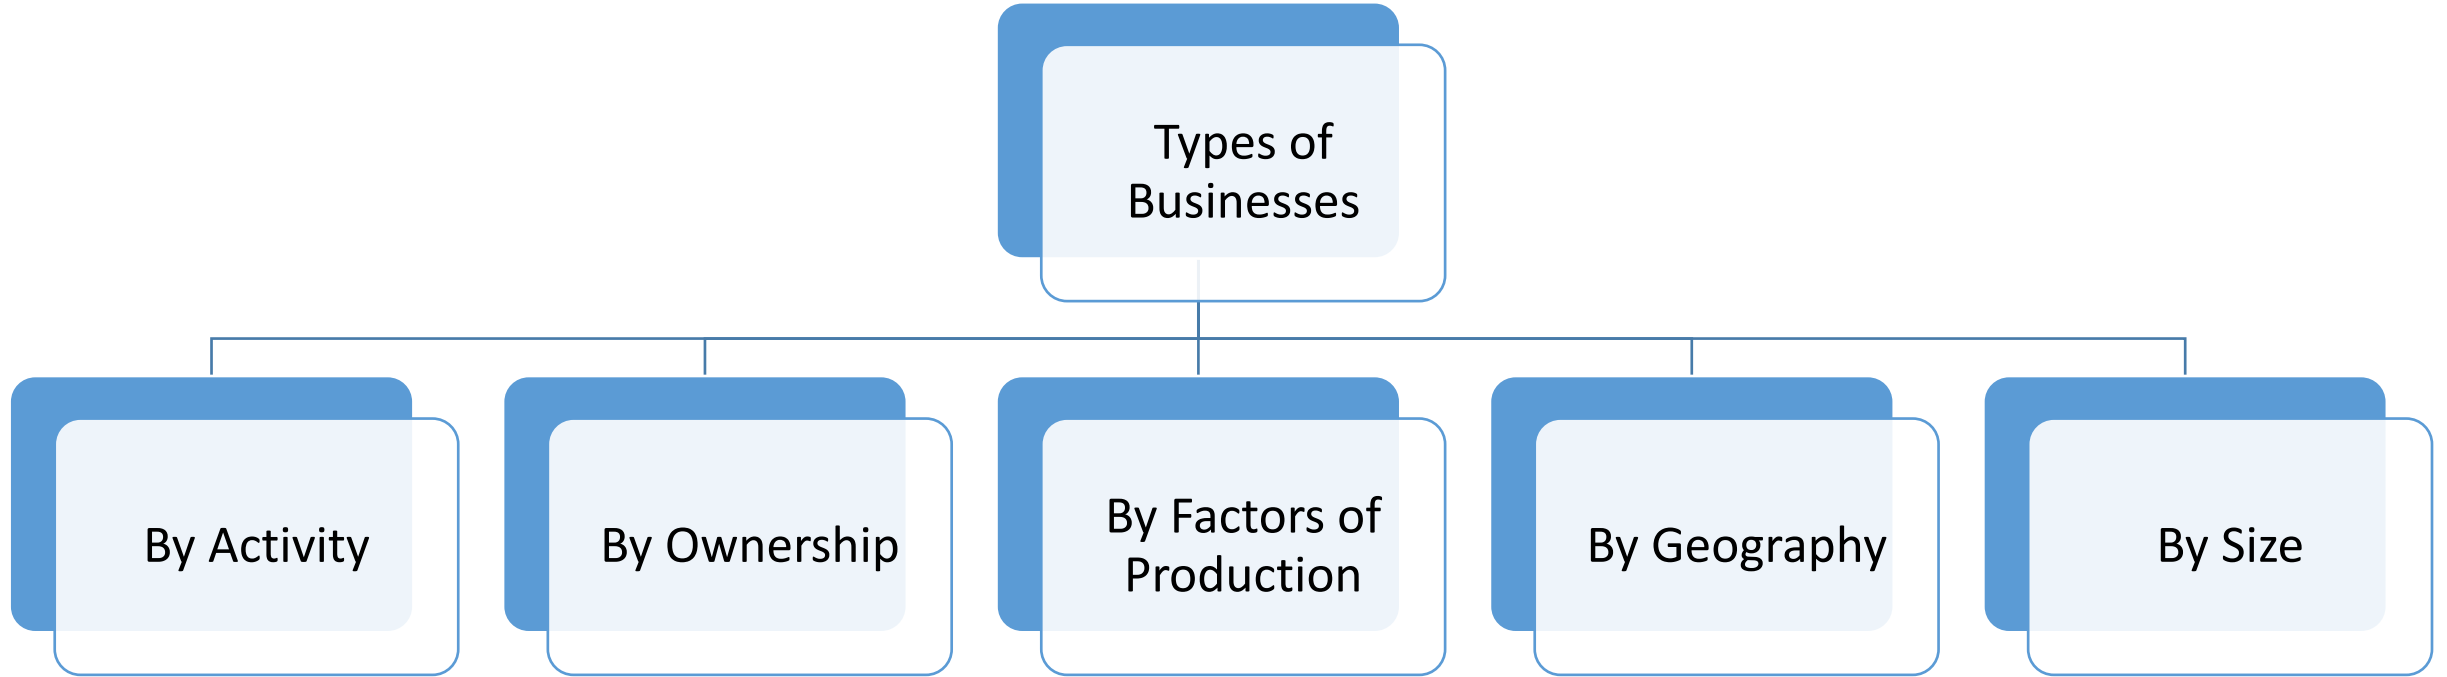 Types of
Businesses
By Activity
By Ownership
By Factors of
Production
By Geography
By Size